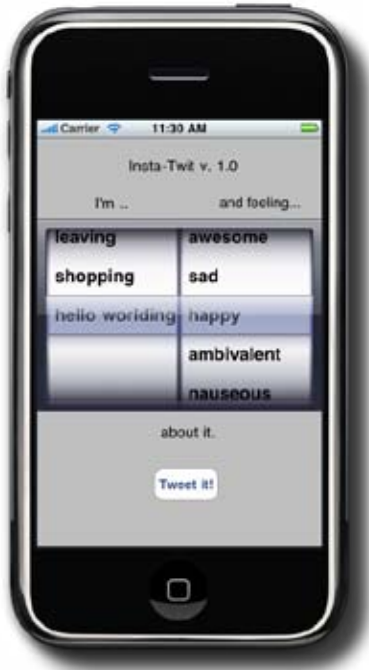 Carrier 11:30 AM
Insta-Twit v. 1.0
I'm .. and feeling...
leaving awesome
shopping sad
hello worlding happy
ambivalent
nauseous
about it.
Tweet it!